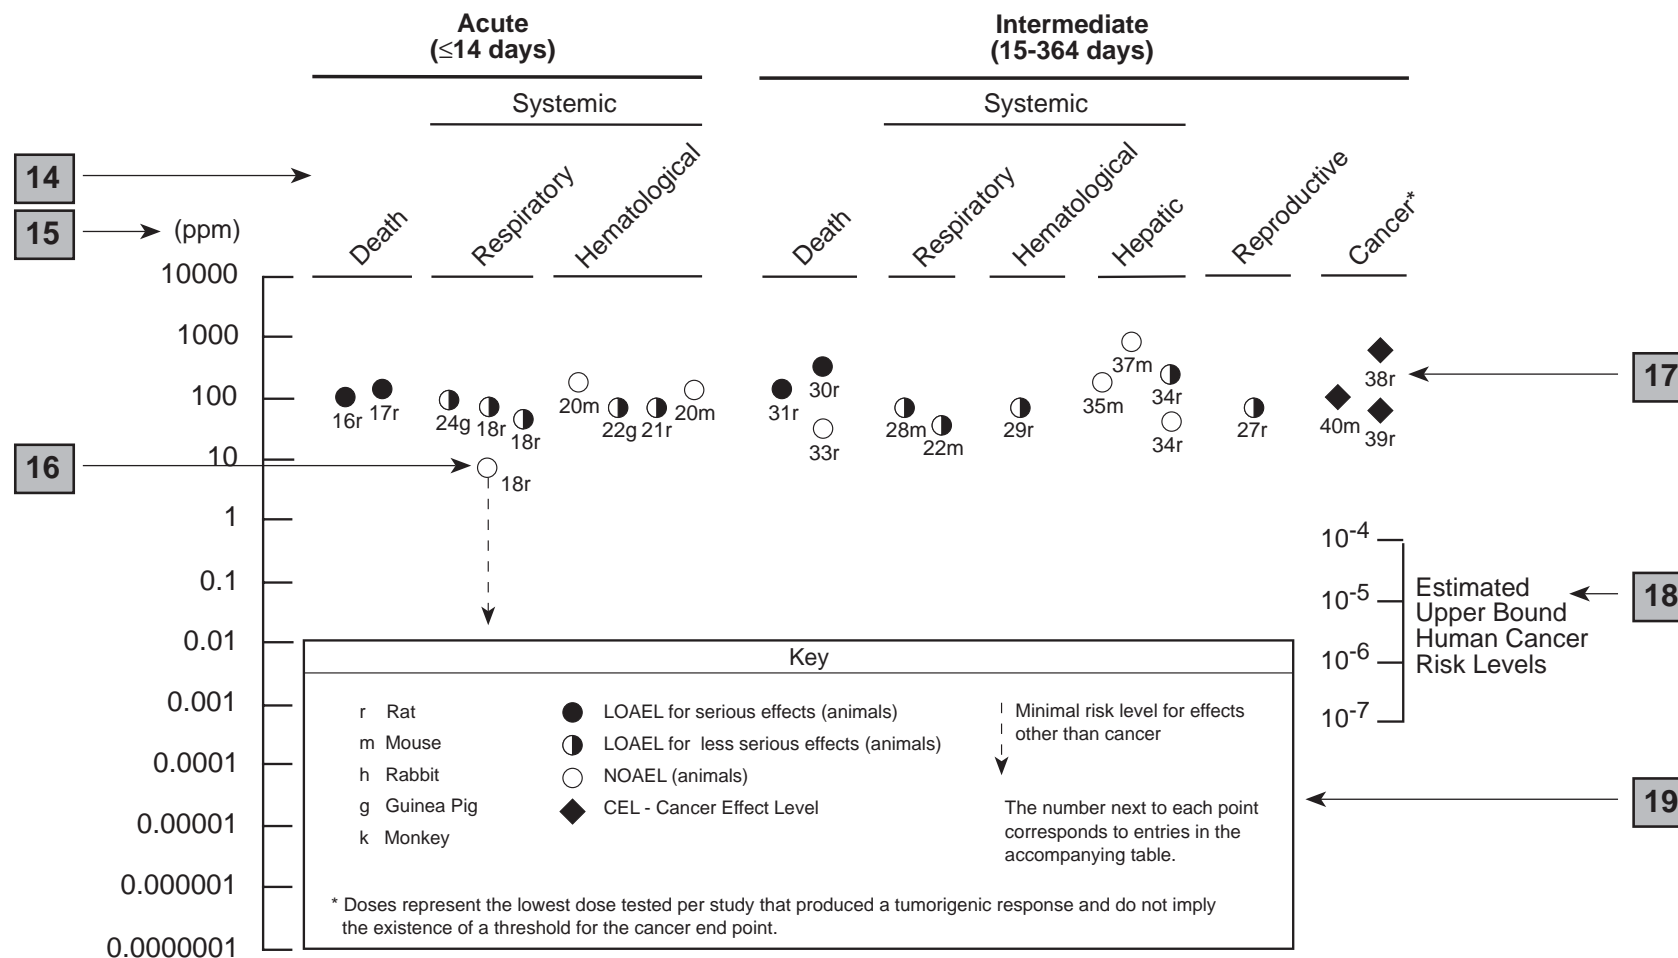 Acute
(≤14 days)
Intermediate
(15-364 days)
Systemic
Systemic
14
15
(ppm)
Death
Respiratory
Hematological
Death
Respiratory
Hematological
Hepatic
Reproductive
Cancer*
10000
1000
100
10
1
0.1
0.01
0.001
0.0001
0.00001
0.000001
0.0000001
16r
17r
24g
18r
18r
18r
20m
22g
21r
20m
31r
30r
33r
28m
22m
29r
35m
37m
34r
34r
27r
40m
38r
39r
16
17
10-4
10-5
10-6
10-7
Estimated
Upper Bound
Human Cancer
Risk Levels
18
Key
r Rat
m Mouse
h Rabbit
g Guinea Pig
k Monkey
LOAEL for serious effects (animals)
LOAEL for less serious effects (animals)
NOAEL (animals)
CEL - Cancer Effect Level
Minimal risk level for effects
other than cancer
The number next to each point
corresponds to entries in the
accompanying table.
19
* Doses represent the lowest dose tested per study that produced a tumorigenic response and do not imply
the existence of a threshold for the cancer end point.